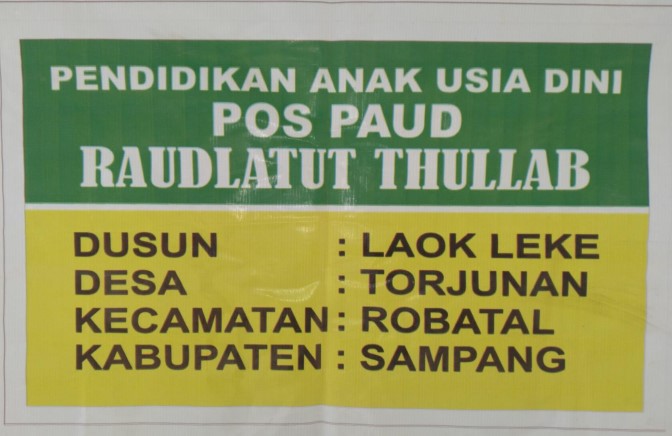 PENDIDIKAN ANAK USIA DINI
POS PAUD
RAUDLATUT THULLAB
DUSUN : LAOK LEKE
DESA : TORJUNAN
KECAMATAN : ROBATAL
KABUPATEN : SAMPANG